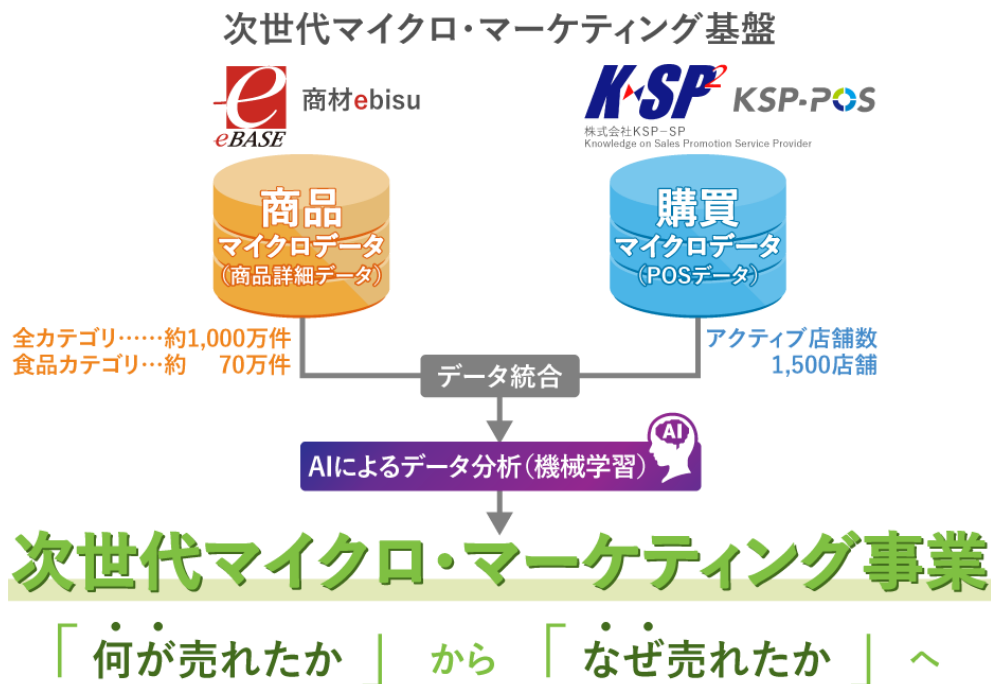 次世代マイクロ・マーケティング基盤
e
eBASE
商材ebisu
K-SP2
KSP-POS
株式会社KSP-SP
Knowledge on Sales Promotion Service Provider
商品
マイクロデータ
(商品詳細データ)
購買
マイクロデータ
(POSデータ)
全カテゴリ……約1,000万件
食品カテゴリ…約 70万件
アクティブ店舗数
1,500店舗
データ統合
AIによるデータ分析(機械学習)
AI
次世代マイクロ・マーケティング事業
「何が売れたか」から「なぜ売れたか」へ